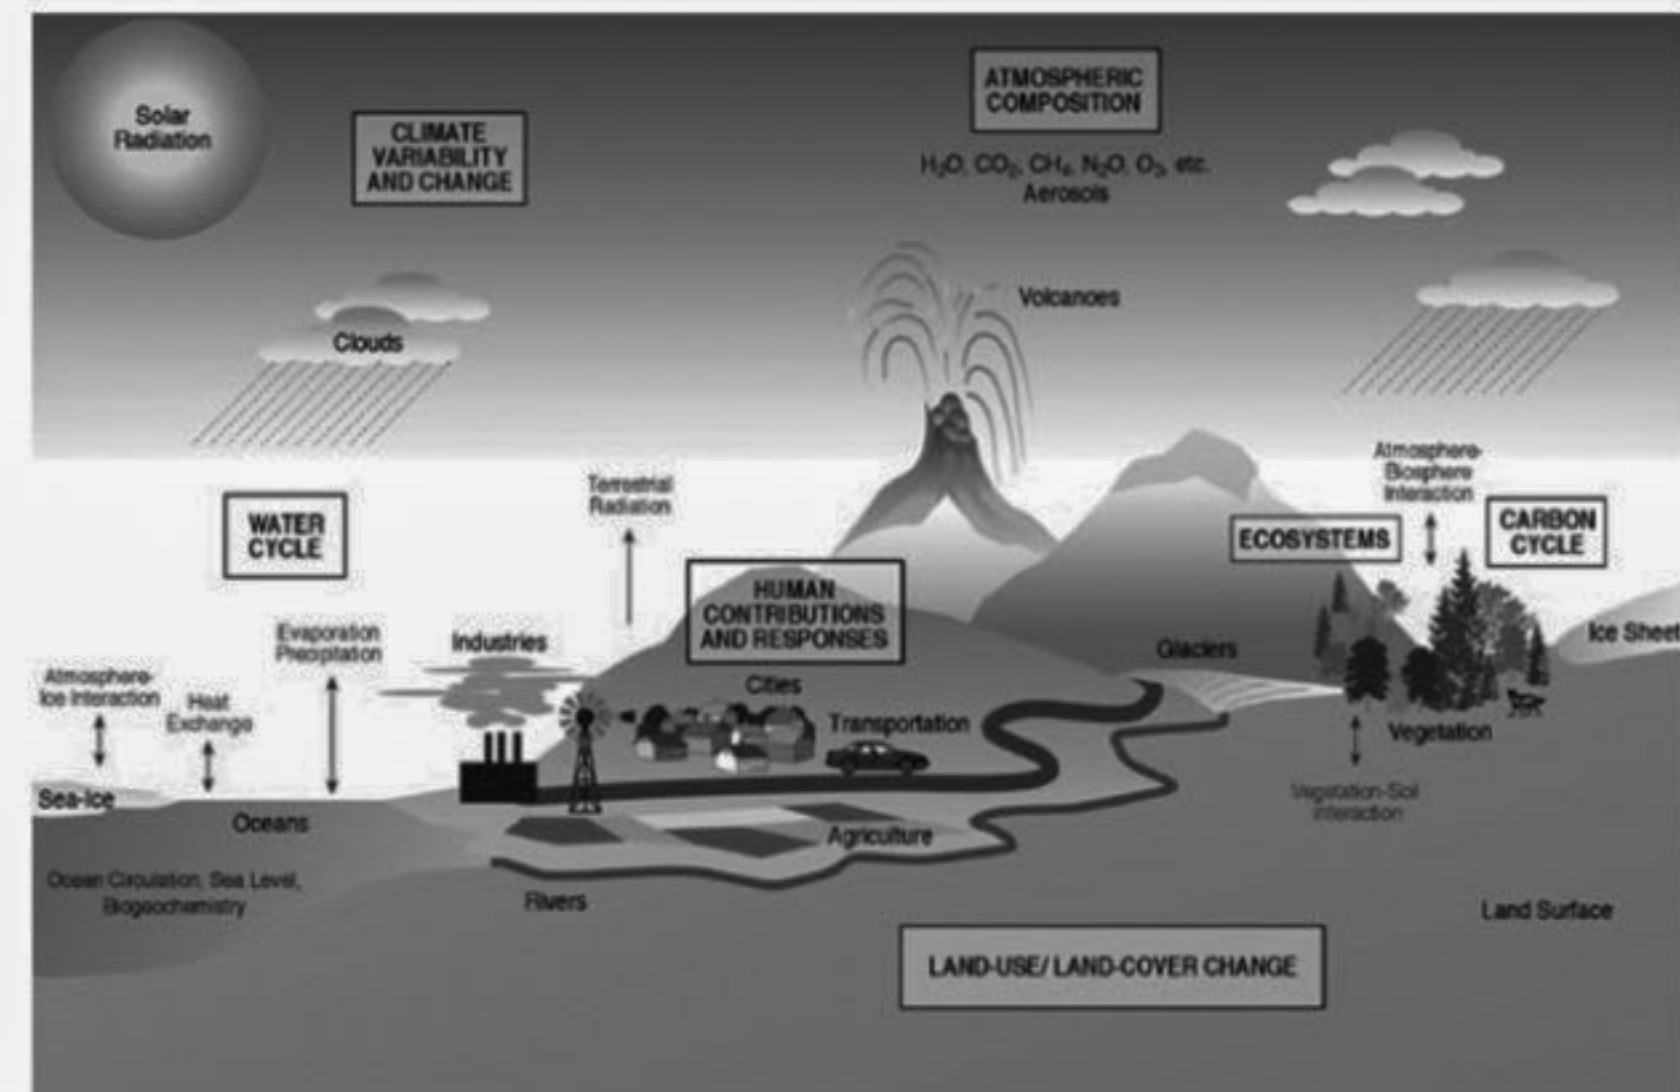 Solar
Radiation
CLIMATE
VARIABILITY
AND CHANGE
ATMOSPHERIC
COMPOSITION
H₂O, CO₂, CH₄, N₂O, O₃, etc.
Aerosols
Volcanoes
Clouds
Terrestrial
Radiation
WATER
CYCLE
Atmosphere-
Biosphere
Interaction
ECOSYSTEMS
CARBON
CYCLE
HUMAN
CONTRIBUTIONS
AND RESPONSES
Evaporation
Precipitation
Industries
Ice Sheet
Glaciers
Atmosphere-
Ice Interaction
Heat
Exchange
Cities
Transportation
Vegetation
Vegetation-Soil
Interaction
Sea-Ice
Oceans
Agriculture
Ocean Circulation, Sea Level,
Biogeochemistry
Rivers
Land Surface
LAND-USE/ LAND-COVER CHANGE